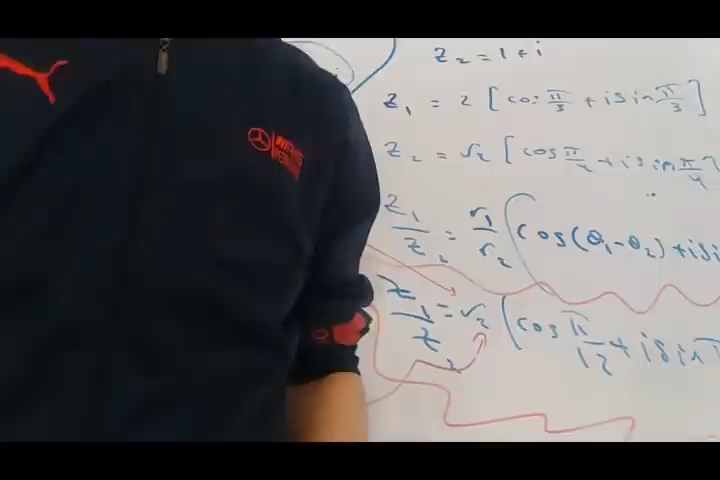 z₂ = 1+i
z₁ = 2 [cos π/3 + i sin π/3]
z₂ = √2 [cos π/4 + i sin π/4]
z₁/z₂ = r₁/r₂ (cos(θ₁-θ₂) + i si
z₁/z₂ = √2 (cos π/12 + i sin π